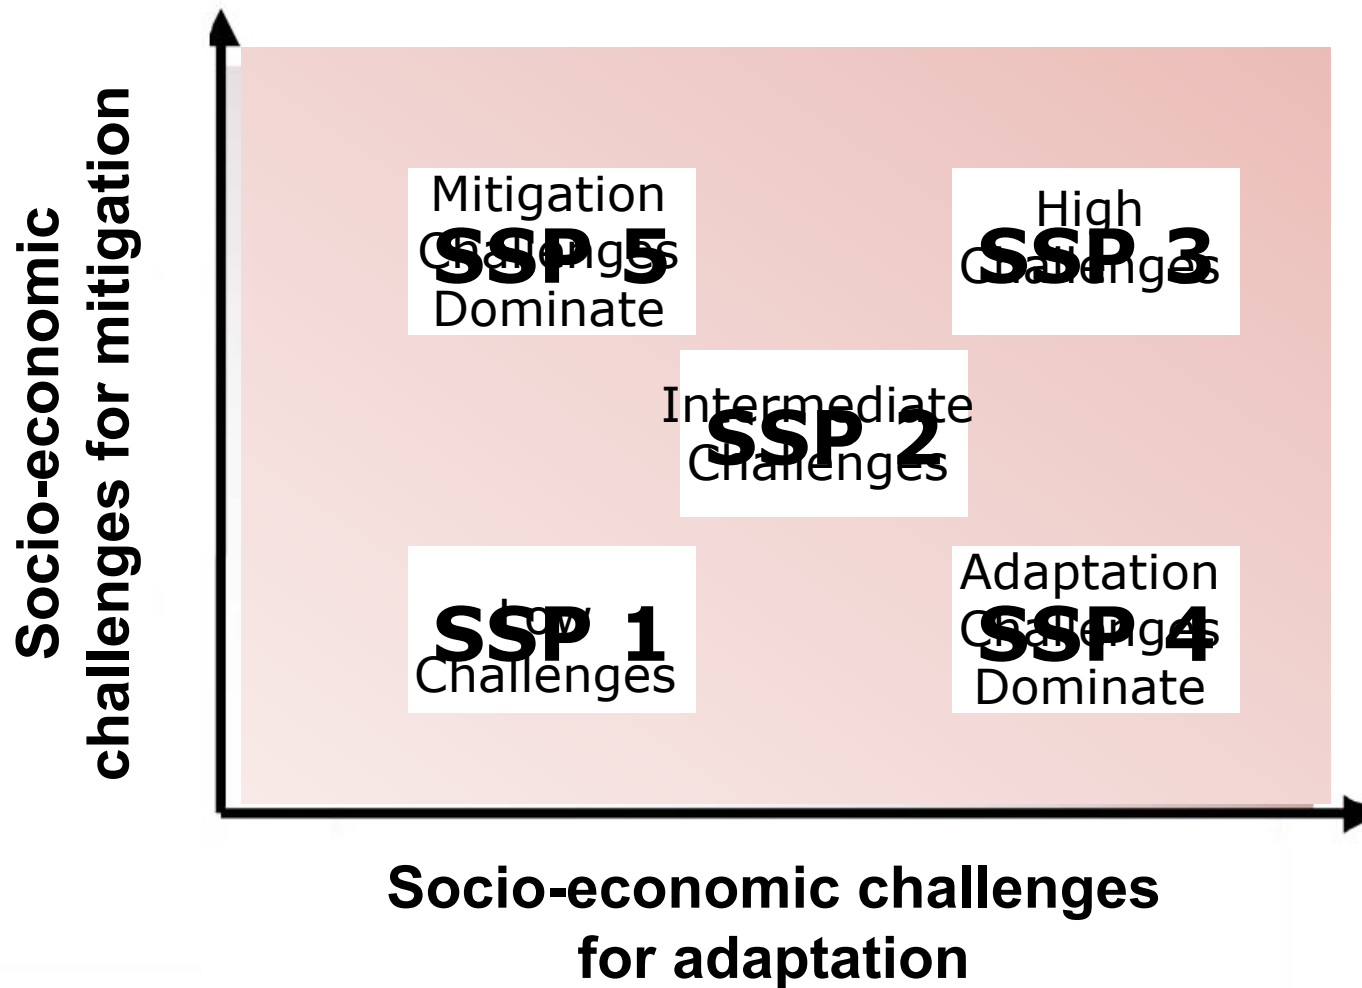 Socio-economic
challenges for mitigation
Mitigation
Challenges
Dominate
SSP 5
High
Challenges
SSP 3
Intermediate
Challenges
SSP 2
Low
Challenges
SSP 1
Adaptation
Challenges
Dominate
SSP 4
Socio-economic challenges
for adaptation